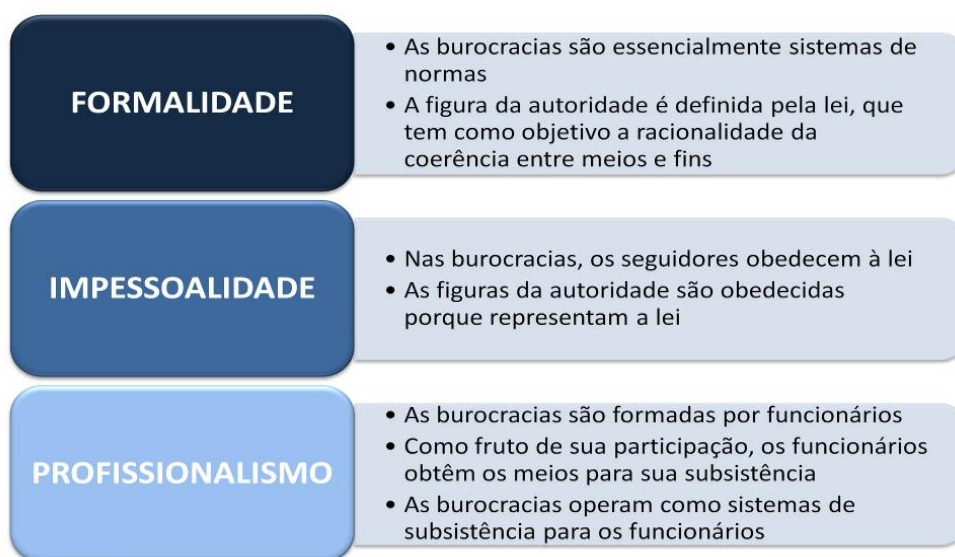 FORMALIDADE
• As burocracias são essencialmente sistemas de
normas
• A figura da autoridade é definida pela lei, que
tem como objetivo a racionalidade da
coerência entre meios e fins
IMPESSOALIDADE
• Nas burocracias, os seguidores obedecem à lei
• As figuras da autoridade são obedecidas
porque representam a lei
PROFISSIONALISMO
• As burocracias são formadas por funcionários
• Como fruto de sua participação, os funcionários
obtêm os meios para sua subsistência
• As burocracias operam como sistemas de
subsistência para os funcionários